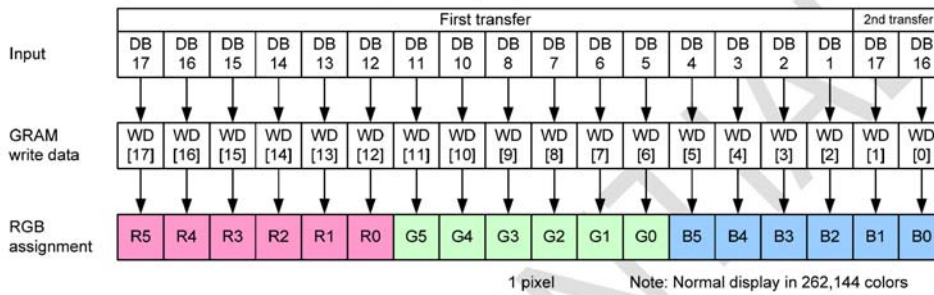 First transfer 2nd transfer
Input DB 17 DB 16 DB 15 DB 14 DB 13 DB 12 DB 11 DB 10 DB 8 DB 7 DB 6 DB 5 DB 4 DB 3 DB 2 DB 1 DB 17 DB 16
GRAM write data WD [17] WD [16] WD [15] WD [14] WD [13] WD [12] WD [11] WD [10] WD [9] WD [8] WD [7] WD [6] WD [5] WD [4] WD [3] WD [2] WD [1] WD [0]
RGB assignment R5 R4 R3 R2 R1 R0 G5 G4 G3 G2 G1 G0 B5 B4 B3 B2 B1 B0
1 pixel Note: Normal display in 262,144 colors